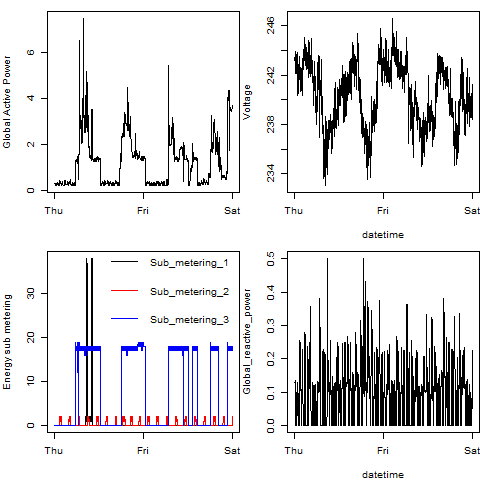 Global Active Power
6
4
2
0
Thu
Fri
Sat
Voltage
246
242
238
234
Thu
Fri
Sat
datetime
Energy sub metering
30
20
10
0
Sub_metering_1
Sub_metering_2
Sub_metering_3
Thu
Fri
Sat
Global_reactive_power
0.5
0.4
0.3
0.2
0.1
0.0
Thu
Fri
Sat
datetime